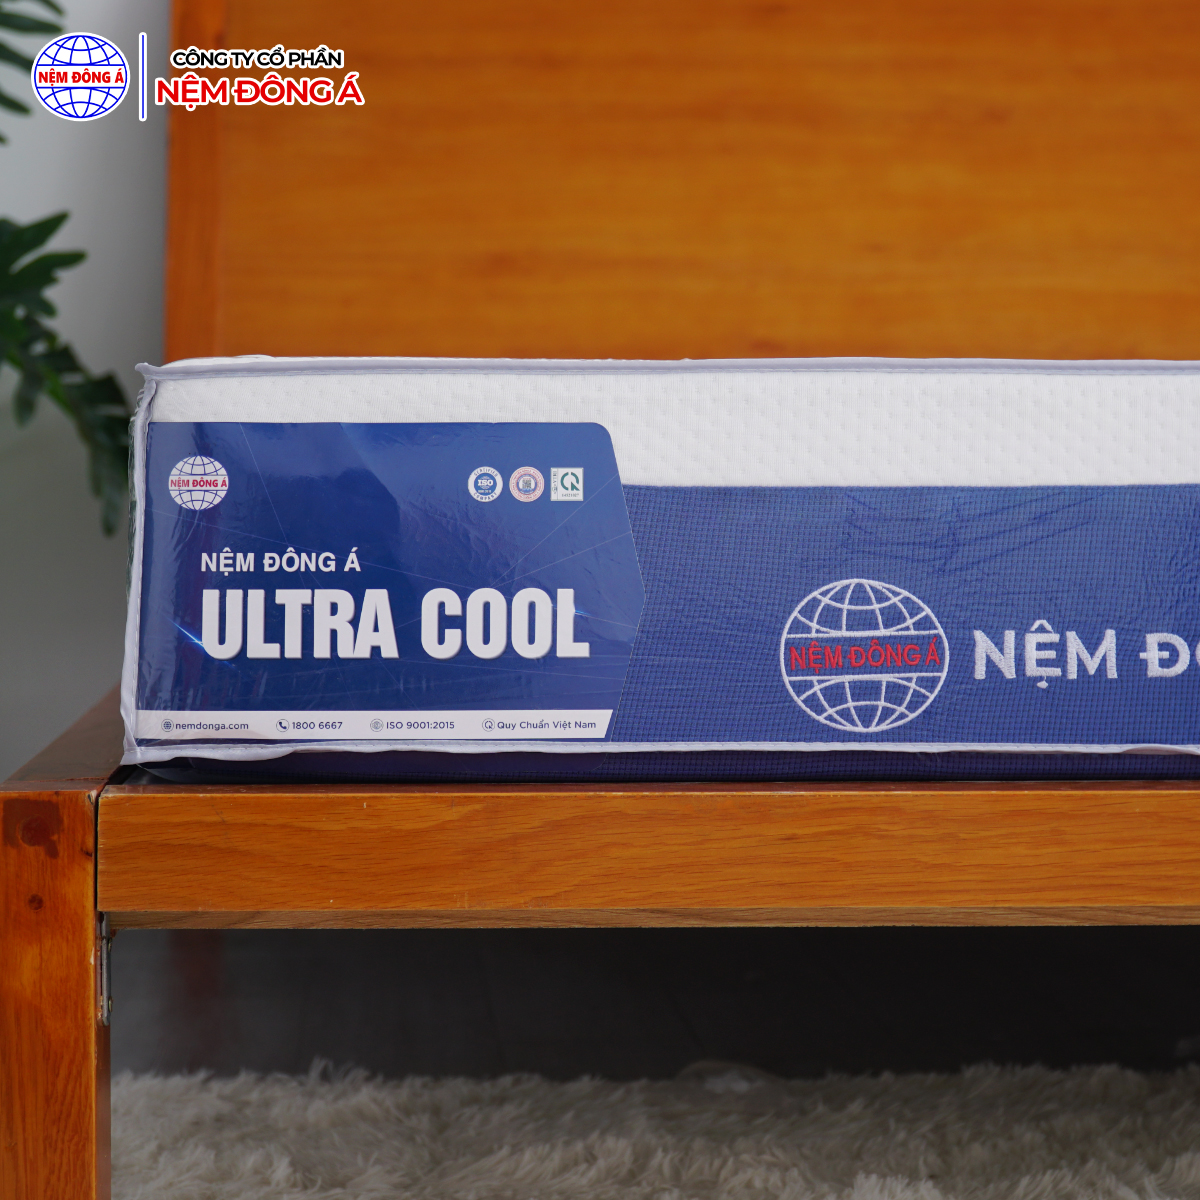 NỆM ĐÔNG Á
CÔNG TY CỔ PHẦN
NỆM ĐÔNG Á
NỆM ĐÔNG Á
ISO
NỆM ĐÔNG Á
ULTRA COOL
nemdonga.com
1800 6667
ISO 9001:2015
Quy Chuẩn Việt Nam
NỆM ĐÔNG Á
NỆM